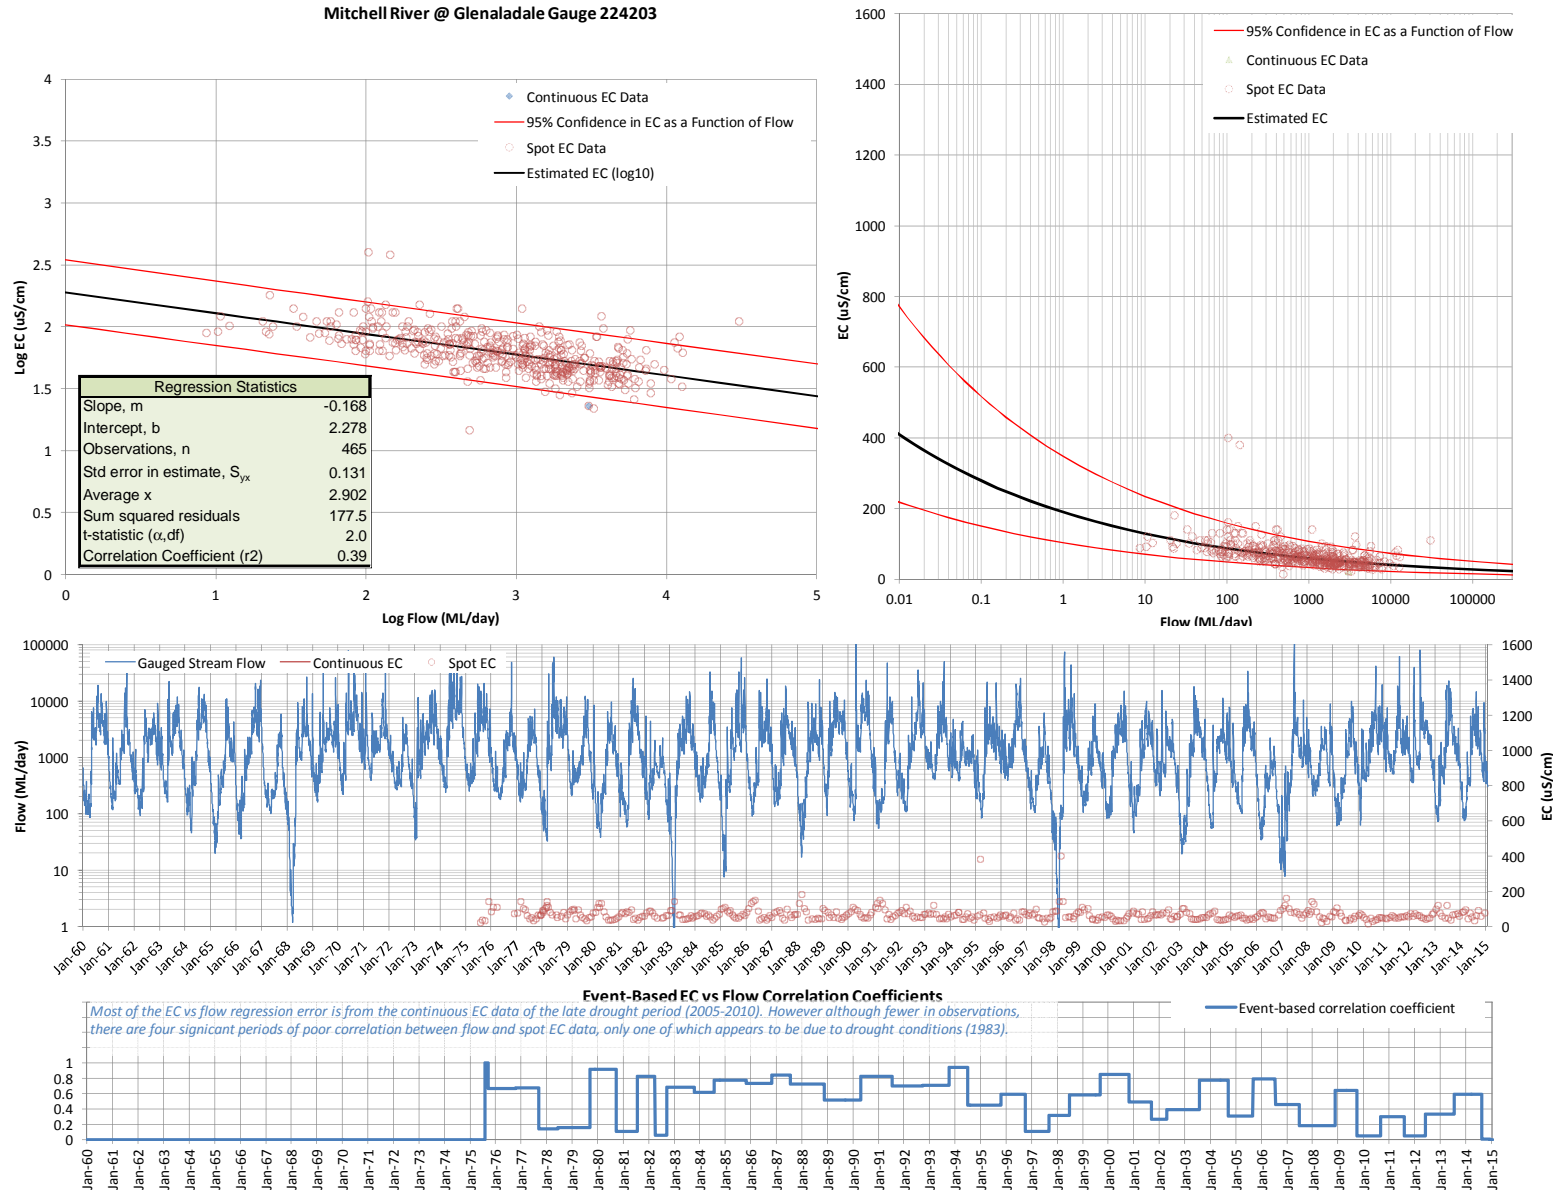 Mitchell River @ Glenaladale Gauge 224203
4
3.5
3
2.5
2
1.5
1
0.5
0
Log EC (uS/cm)
Continuous EC Data
95% Confidence in EC as a Function of Flow
Spot EC Data
Estimated EC (log10)
Regression Statistics
Slope, m -0.168
Intercept, b 2.278
Observations, n 465
Std error in estimate, Syx 0.131
Average x 2.902
Sum squared residuals 177.5
t-statistic (α,df) 2.0
Correlation Coefficient (r2) 0.39
0 1 2 3 4 5
Log Flow (ML/day)
1600
1400
1200
1000
800
600
400
200
0
EC (uS/cm)
95% Confidence in EC as a Function of Flow
Continuous EC Data
Spot EC Data
Estimated EC
0.01 0.1 1 10 100 1000 10000 100000
Flow (ML/day)
100000
10000
1000
100
10
1
Flow (ML/day)
Gauged Stream Flow Continuous EC Spot EC
1600
1400
1200
1000
800
600
400
200
0
EC (uS/cm)
Jan-60 Jan-61 Jan-62 Jan-63 Jan-64 Jan-65 Jan-66 Jan-67 Jan-68 Jan-69 Jan-70 Jan-71 Jan-72 Jan-73 Jan-74 Jan-75 Jan-76 Jan-77 Jan-78 Jan-79 Jan-80 Jan-81 Jan-82 Jan-83 Jan-84 Jan-85 Jan-86 Jan-87 Jan-88 Jan-89 Jan-90 Jan-91 Jan-92 Jan-93 Jan-94 Jan-95 Jan-96 Jan-97 Jan-98 Jan-99 Jan-00 Jan-01 Jan-02 Jan-03 Jan-04 Jan-05 Jan-06 Jan-07 Jan-08 Jan-09 Jan-10 Jan-11 Jan-12 Jan-13 Jan-14 Jan-15
Event-Based EC vs Flow Correlation Coefficients
Most of the EC vs flow regression error is from the continuous EC data of the late drought period (2005-2010). However although fewer in observations,
there are four signicant periods of poor correlation between flow and spot EC data, only one of which appears to be due to drought conditions (1983).
Event-based correlation coefficient
1
0.8
0.6
0.4
0.2
0
Jan-60 Jan-61 Jan-62 Jan-63 Jan-64 Jan-65 Jan-66 Jan-67 Jan-68 Jan-69 Jan-70 Jan-71 Jan-72 Jan-73 Jan-74 Jan-75 Jan-76 Jan-77 Jan-78 Jan-79 Jan-80 Jan-81 Jan-82 Jan-83 Jan-84 Jan-85 Jan-86 Jan-87 Jan-88 Jan-89 Jan-90 Jan-91 Jan-92 Jan-93 Jan-94 Jan-95 Jan-96 Jan-97 Jan-98 Jan-99 Jan-00 Jan-01 Jan-02 Jan-03 Jan-04 Jan-05 Jan-06 Jan-07 Jan-08 Jan-09 Jan-10 Jan-11 Jan-12 Jan-13 Jan-14 Jan-15